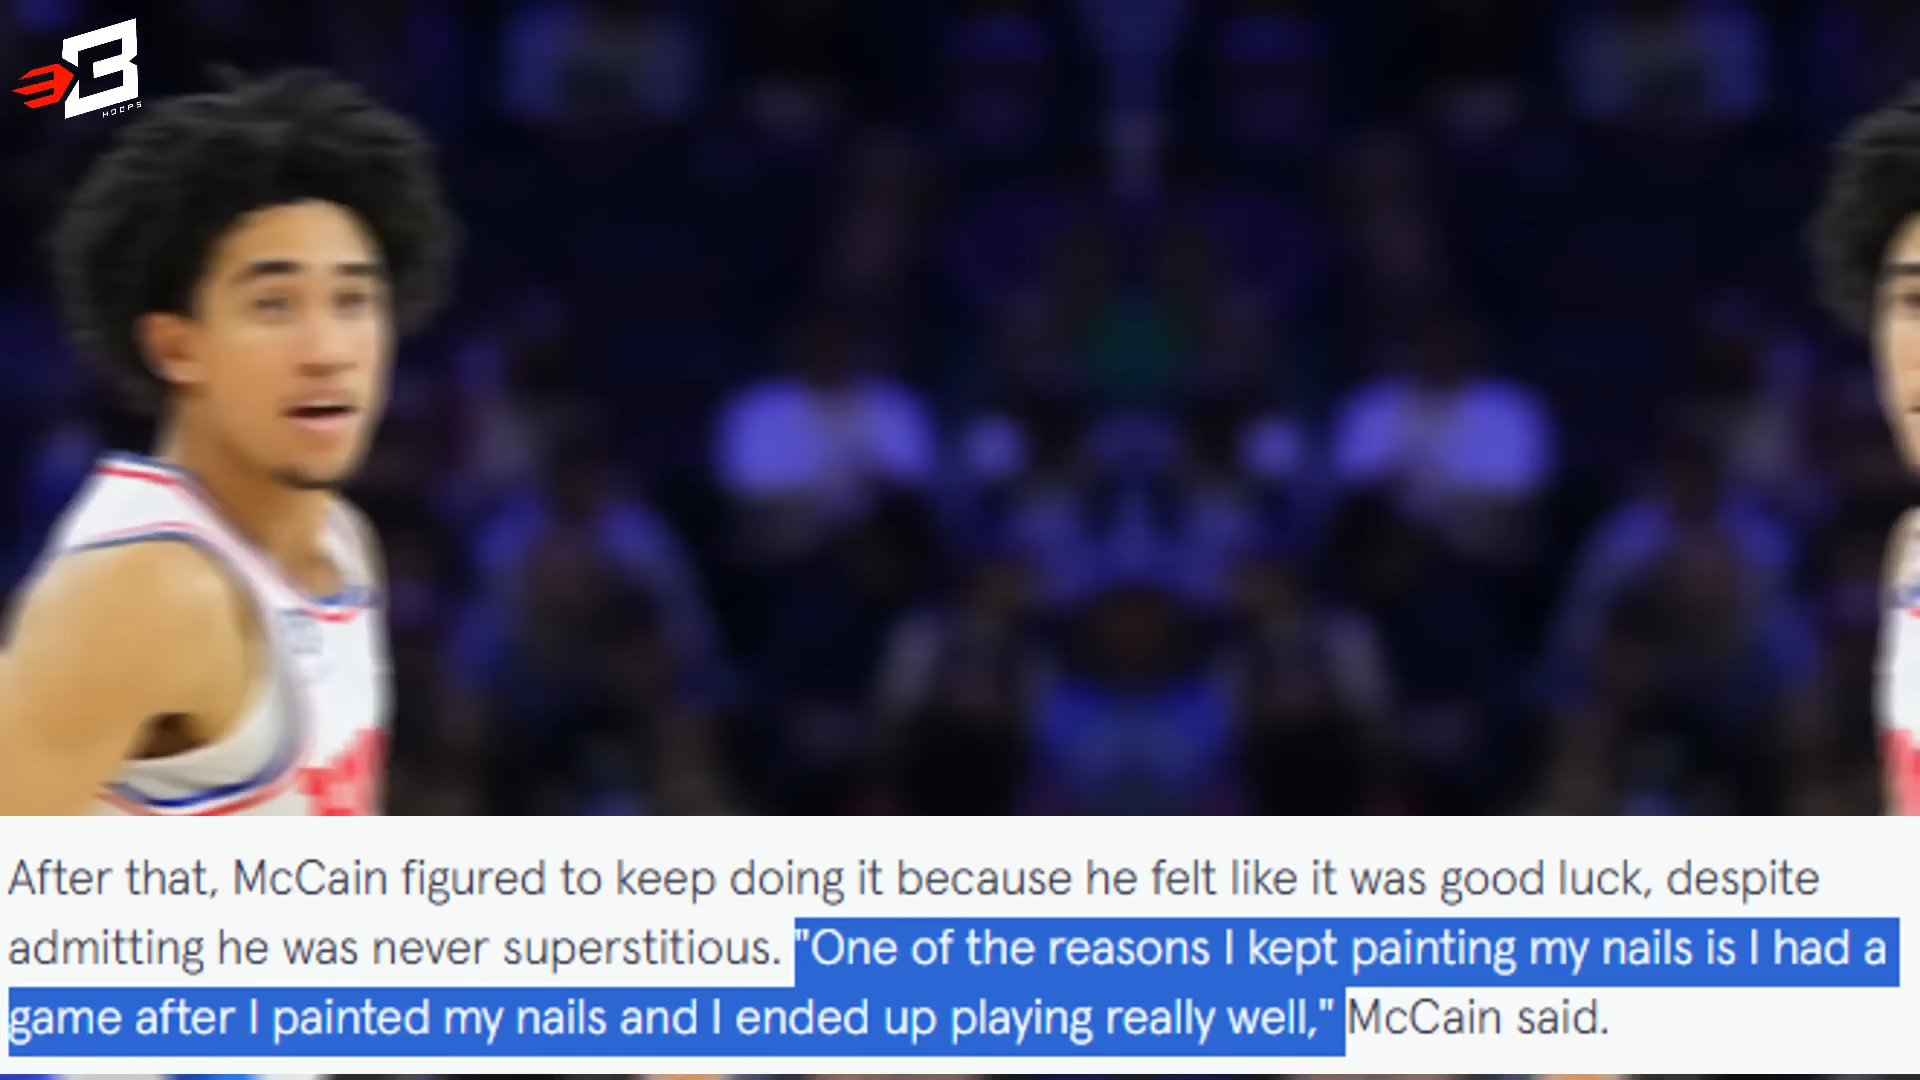 B
HOOPS
After that, McCain figured to keep doing it because he felt like it was good luck, despite
admitting he was never superstitious. "One of the reasons I kept painting my nails is I had a
game after I painted my nails and I ended up playing really well," McCain said.